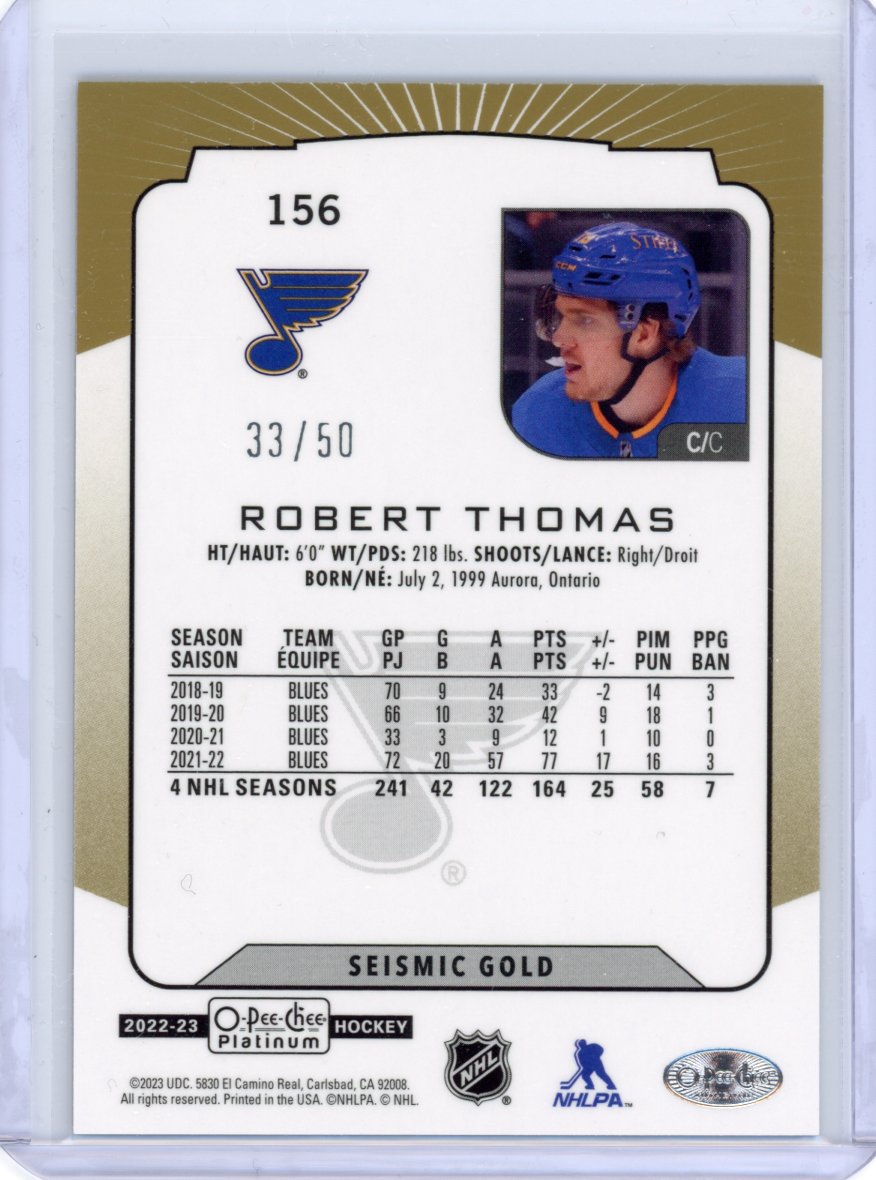 156
STIFEL
CCM
®
33/50
C/C
ROBERT THOMAS
HT/HAUT: 6'0" WT/PDS: 218 lbs. SHOOTS/LANCE: Right/Droit
BORN/NÉ: July 2, 1999 Aurora, Ontario
SEASON TEAM GP G A PTS +/- PIM PPG
SAISON ÉQUIPE PJ B A PTS +/- PUN BAN
2018-19 BLUES 70 9 24 33 -2 14 3
2019-20 BLUES 66 10 32 42 9 18 1
2020-21 BLUES 33 3 9 12 1 10 0
2021-22 BLUES 72 20 57 77 17 16 3
4 NHL SEASONS 241 42 122 164 25 58 7
®
SEISMIC GOLD
2022-23 O-Pee-Chee Platinum HOCKEY
©2023 UDC. 5830 El Camino Real, Carlsbad, CA 92008.
All rights reserved. Printed in the USA. ©NHLPA. © NHL.
NHL ®
NHLPA™
O-Pee-Chee